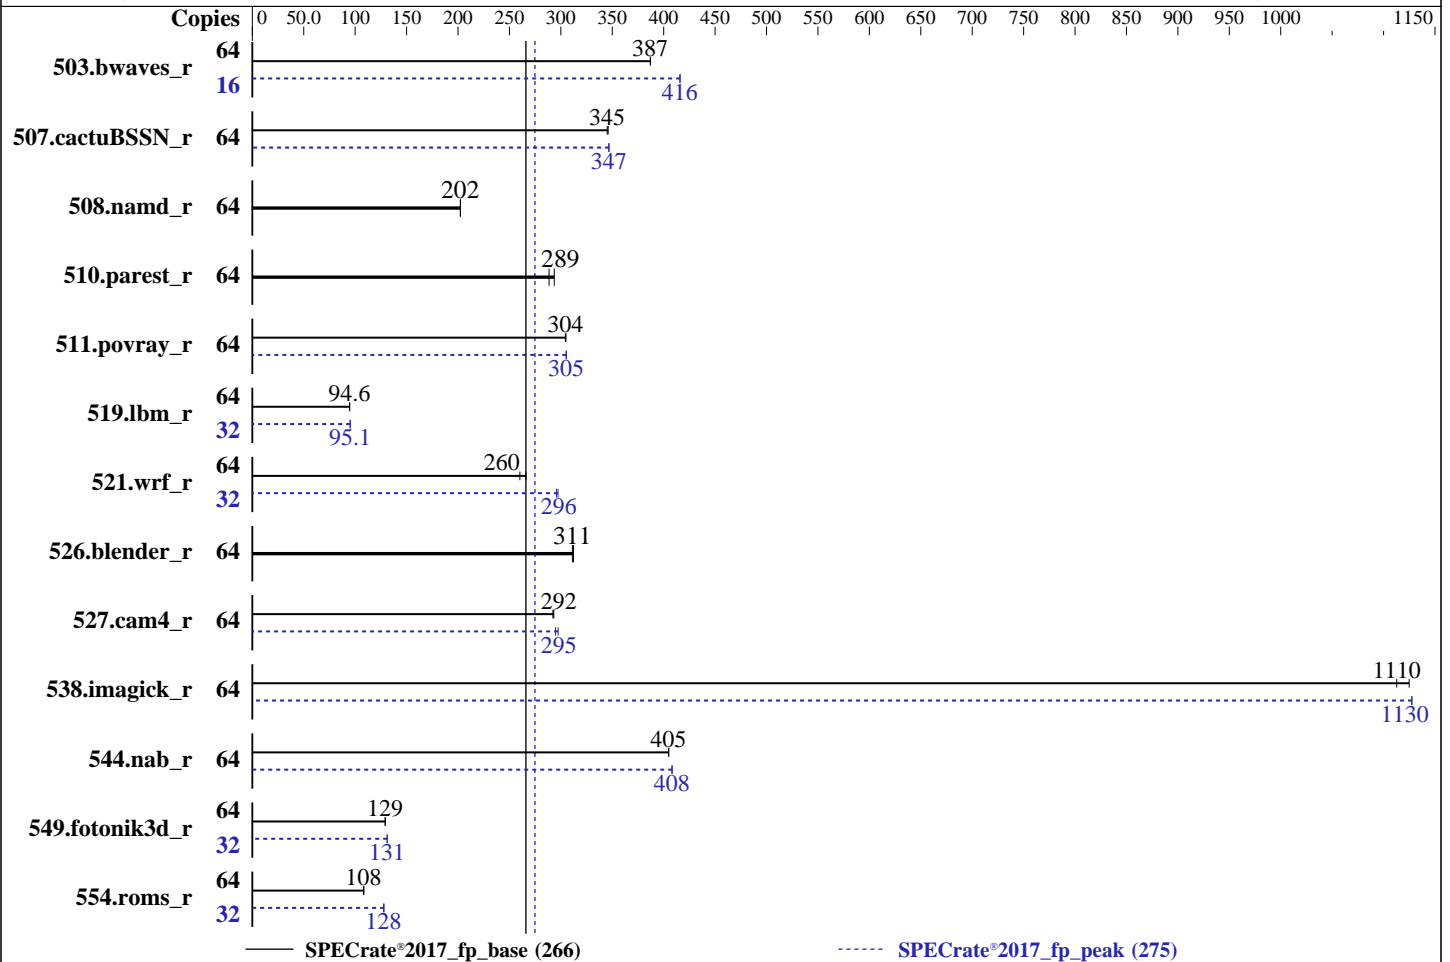 Copies 0 50.0 100 150 200 250 300 350 400 450 500 550 600 650 700 750 800 850 900 950 1000 1150
503.bwaves_r 64 387
16 416
507.cactuBSSN_r 64 345
347
508.namd_r 64 202
510.parest_r 64 289
511.povray_r 64 304
305
519.lbm_r 64 94.6
32 95.1
521.wrf_r 64 260
32 296
526.blender_r 64 311
527.cam4_r 64 292
295
538.imagick_r 64 1110
1130
544.nab_r 64 405
408
549.fotonik3d_r 64 129
32 131
554.roms_r 64 108
32 128
SPECrate®2017_fp_base (266) SPECrate®2017_fp_peak (275)